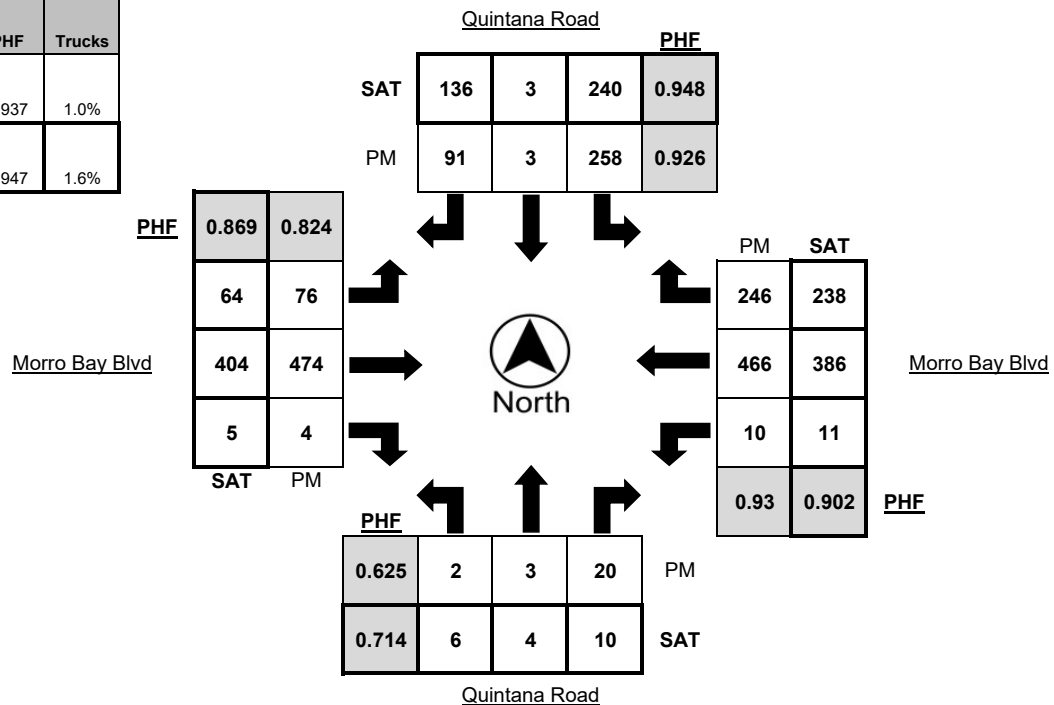 Trucks
937 1.0%
947 1.6%
Quintana Road
PHF
SAT 136 3 240 0.948
PM 91 3 258 0.926
PHF 0.869 0.824
64 76
Morro Bay Blvd 404 474
5 4
SAT PM
North
PM SAT
246 238
466 386 Morro Bay Blvd
10 11
0.93 0.902 PHF
PHF
0.625 2 3 20 PM
0.714 6 4 10 SAT
Quintana Road